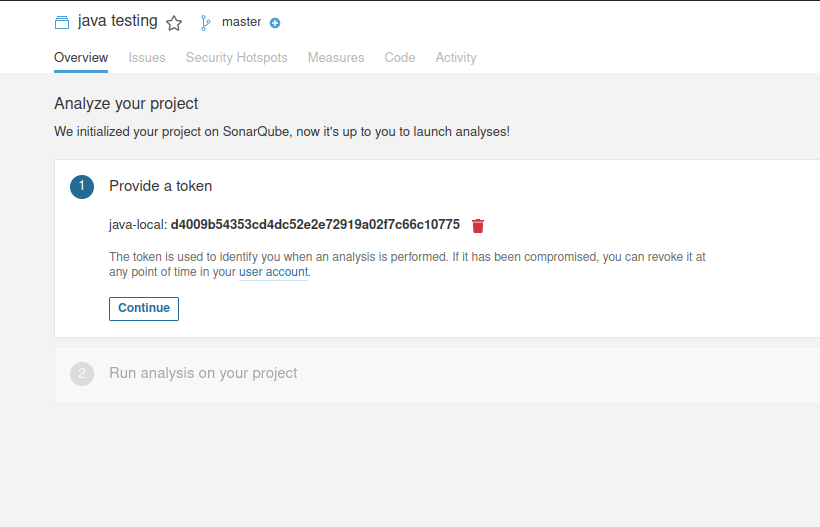 java testing master
Overview Issues Security Hotspots Measures Code Activity
Analyze your project
We initialized your project on SonarQube, now it's up to you to launch analyses!
1 Provide a token
java-local: d4009b54353cd4dc52e2e72919a02f7c66c10775
The token is used to identify you when an analysis is performed. If it has been compromised, you can revoke it at
any point of time in your user account.
Continue
2 Run analysis on your project